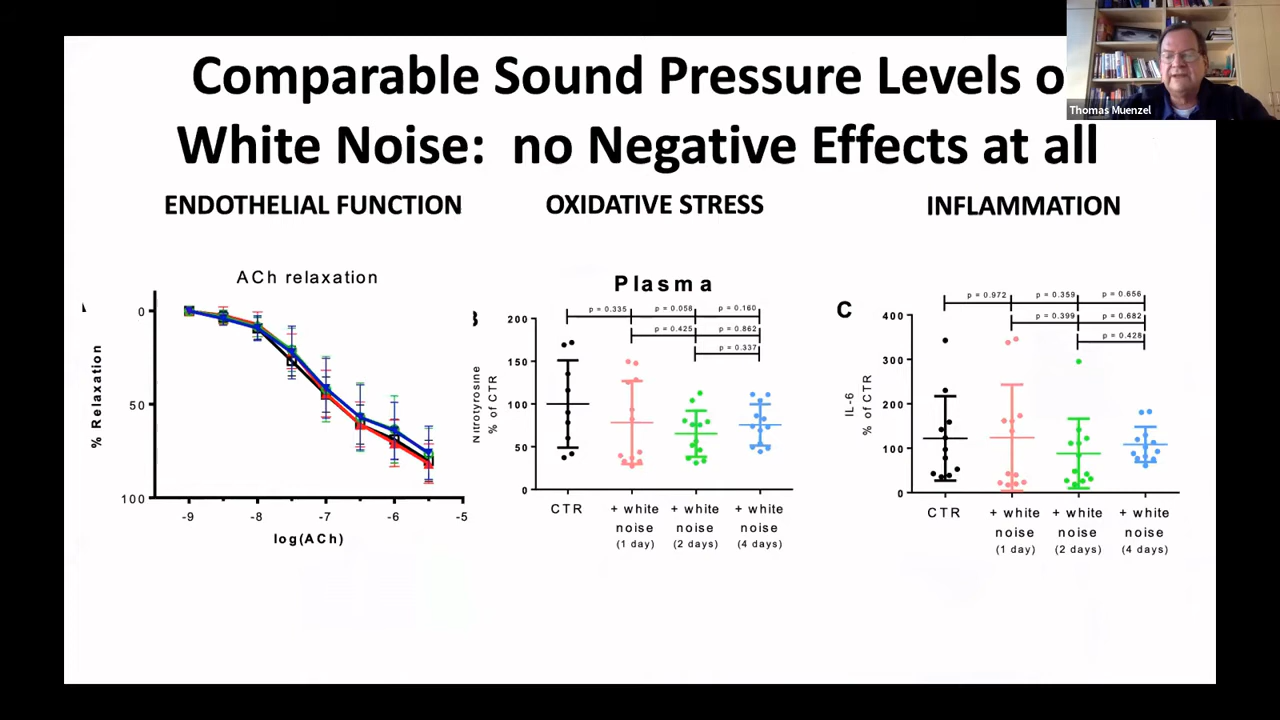 Comparable Sound Pressure Levels o
White Noise: no Negative Effects at all
Thomas Muenzel
ENDOTHELIAL FUNCTION
OXIDATIVE STRESS
INFLAMMATION
ACh relaxation
% Relaxation
0
50
100
-9
-8
-7
-6
-5
log(ACh)
B
Plasma
Nitrotyrosine
% of CTR
200
150
100
50
0
p = 0.335
p = 0.058
p = 0.160
p = 0.425
p = 0.862
p = 0.337
CTR
+ white
noise
(1 day)
+ white
noise
(2 days)
+ white
noise
(4 days)
C
IL-6
% of CTR
400
300
200
100
0
p = 0.972
p = 0.359
p = 0.656
p = 0.399
p = 0.682
p = 0.428
CTR
+ white
noise
(1 day)
+ white
noise
(2 days)
+ white
noise
(4 days)